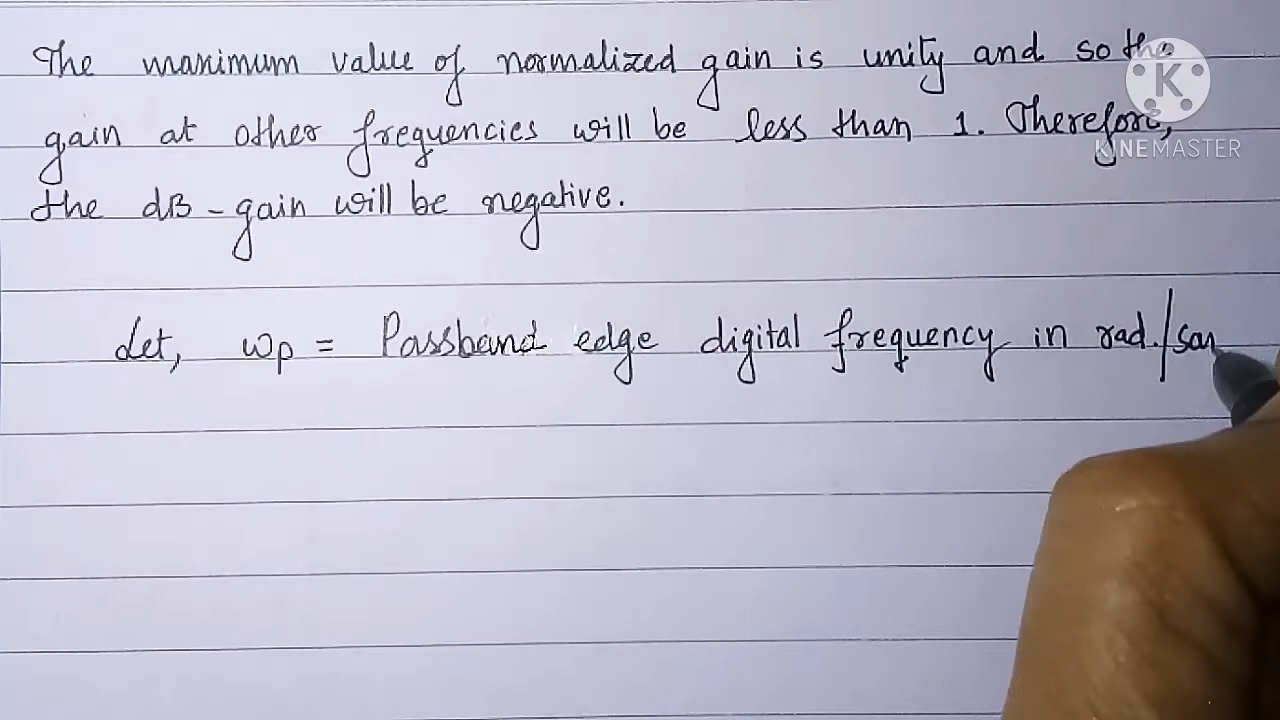 The maximum value of normalized gain is unity and so the
gain at other frequencies will be less than 1. Therefore,
the dB-gain will be negative.
Let, ωp = Passband edge digital frequency in rad./sam
K
KINEMASTER